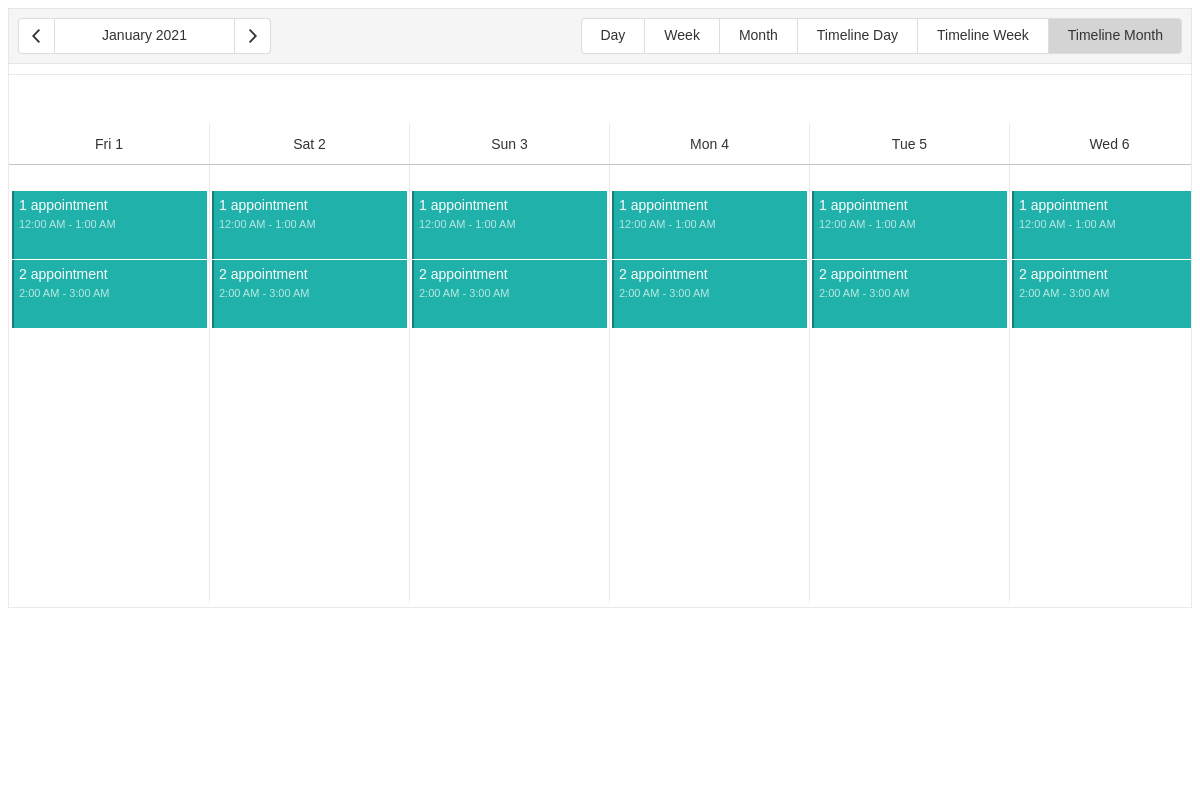 January 2021
Day Week Month Timeline Day Timeline Week Timeline Month
Fri 1 Sat 2 Sun 3 Mon 4 Tue 5 Wed 6
1 appointment 1 appointment 1 appointment 1 appointment 1 appointment 1 appointment
12:00 AM - 1:00 AM 12:00 AM - 1:00 AM 12:00 AM - 1:00 AM 12:00 AM - 1:00 AM 12:00 AM - 1:00 AM 12:00 AM - 1:00 AM
2 appointment 2 appointment 2 appointment 2 appointment 2 appointment 2 appointment
2:00 AM - 3:00 AM 2:00 AM - 3:00 AM 2:00 AM - 3:00 AM 2:00 AM - 3:00 AM 2:00 AM - 3:00 AM 2:00 AM - 3:00 AM